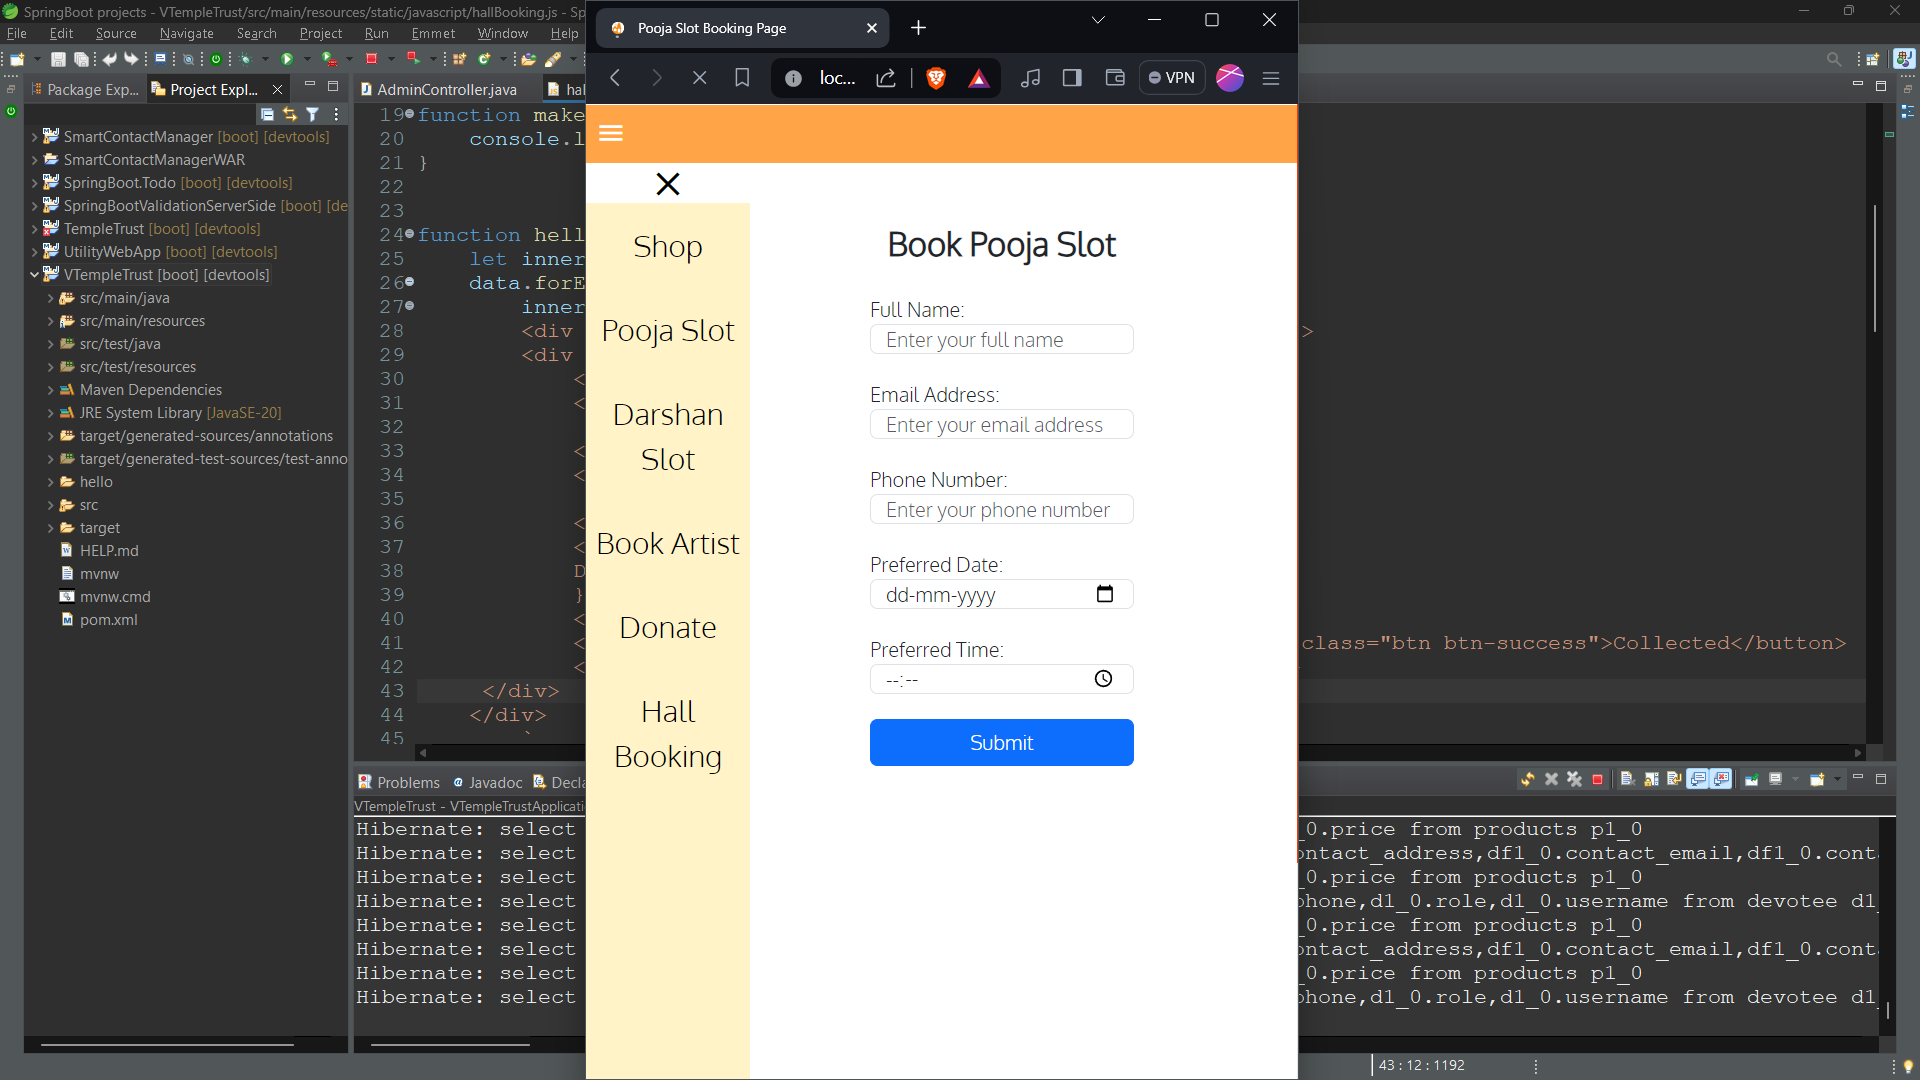 SpringBoot projects - VTempleTrust/src/main/resources/static/javascript/hallBooking.js - Sp
File Edit Source Navigate Search Project Run Emmet Window Help
Package Exp... Project Expl...
SmartContactManager [boot] [devtools]
SmartContactManagerWAR
SpringBoot.Todo [boot] [devtools]
SpringBootValidationServerSide [boot] [de
TempleTrust [boot] [devtools]
UtilityWebApp [boot] [devtools]
VTempleTrust [boot] [devtools]
src/main/java
src/main/resources
src/test/java
src/test/resources
Maven Dependencies
JRE System Library [JavaSE-20]
target/generated-sources/annotations
target/generated-test-sources/test-anno
hello
src
target
HELP.md
mvnw
mvnw.cmd
pom.xml
AdminController.java hal
19 function make
20 console.l
21 }
22
23
24 function hell
25 let inner
26 data.forE
27 inner
28 <div >
29 <div
30 <
31 <
32
33 <
34 <
35
36 <
37 <
38 D
39 }
40 <
41 < class="btn btn-success">Collected</button>
42 <
43 </div>
44 </div>
45 `
Problems Javadoc Decla
VTempleTrust - VTempleTrustApplicati
Hibernate: select _0.price from products p1_0
Hibernate: select ontact_address,df1_0.contact_email,df1_0.conta
Hibernate: select _0.price from products p1_0
Hibernate: select phone,d1_0.role,d1_0.username from devotee d1_
Hibernate: select _0.price from products p1_0
Hibernate: select ontact_address,df1_0.contact_email,df1_0.conta
Hibernate: select _0.price from products p1_0
Hibernate: select phone,d1_0.role,d1_0.username from devotee d1_
43 : 12 : 1192
Pooja Slot Booking Page
loc... VPN
Shop
Pooja Slot
Darshan
Slot
Book Artist
Donate
Hall
Booking
Book Pooja Slot
Full Name:
Enter your full name
Email Address:
Enter your email address
Phone Number:
Enter your phone number
Preferred Date:
dd-mm-yyyy
Preferred Time:
--:--
Submit